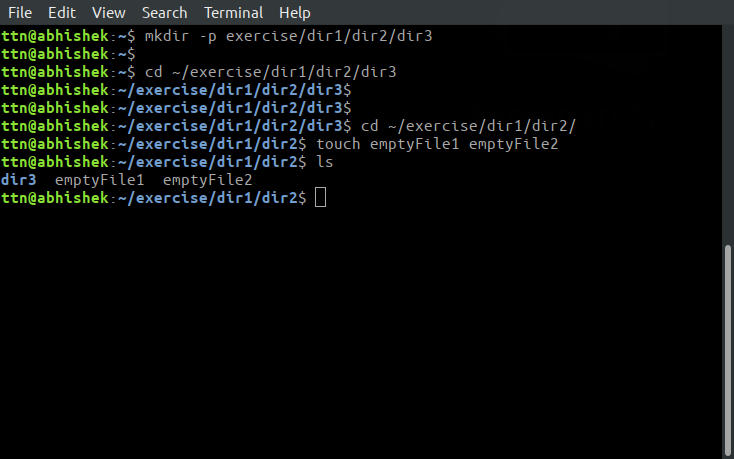 File Edit View Search Terminal Help
ttn@abhishek:~$ mkdir -p exercise/dir1/dir2/dir3
ttn@abhishek:~$
ttn@abhishek:~$ cd ~/exercise/dir1/dir2/dir3
ttn@abhishek:~/exercise/dir1/dir2/dir3$
ttn@abhishek:~/exercise/dir1/dir2/dir3$
ttn@abhishek:~/exercise/dir1/dir2/dir3$ cd ~/exercise/dir1/dir2/
ttn@abhishek:~/exercise/dir1/dir2$ touch emptyFile1 emptyFile2
ttn@abhishek:~/exercise/dir1/dir2$ ls
dir3  emptyFile1  emptyFile2
ttn@abhishek:~/exercise/dir1/dir2$